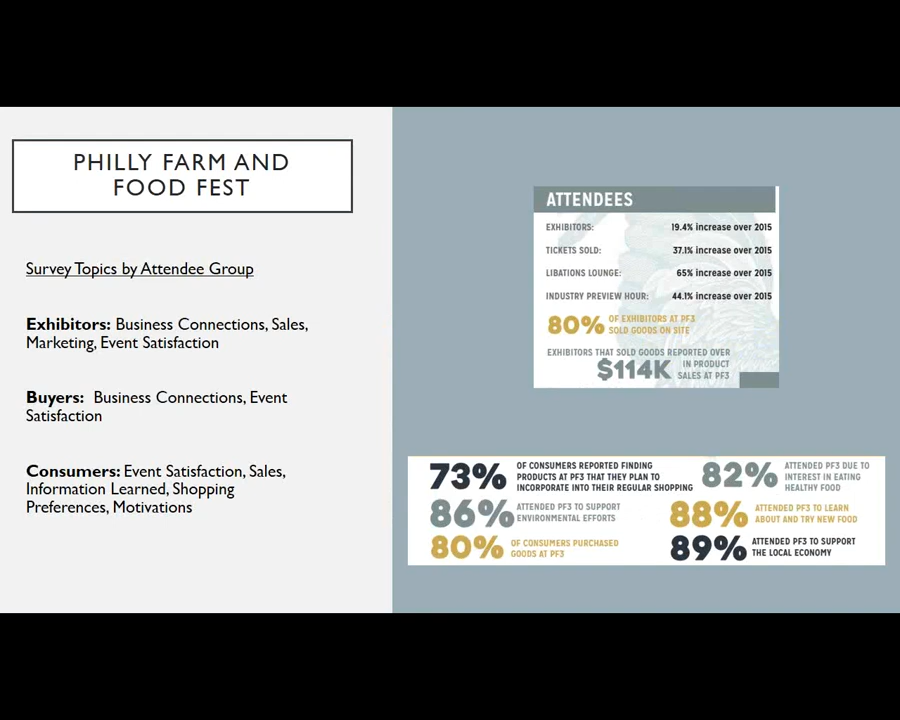 PHILLY FARM AND
FOOD FEST
Survey Topics by Attendee Group
Exhibitors: Business Connections, Sales,
Marketing, Event Satisfaction
Buyers: Business Connections, Event
Satisfaction
Consumers: Event Satisfaction, Sales,
Information Learned, Shopping
Preferences, Motivations
ATTENDEES
EXHIBITORS: 19.4% increase over 2015
TICKETS SOLD: 37.1% increase over 2015
LIBATIONS LOUNGE: 65% increase over 2015
INDUSTRY PREVIEW HOUR: 44.1% increase over 2015
80% OF EXHIBITORS AT PF3
SOLD GOODS ON SITE
EXHIBITORS THAT SOLD GOODS REPORTED OVER
$114K IN PRODUCT
SALES AT PF3
73% OF CONSUMERS REPORTED FINDING
PRODUCTS AT PF3 THAT THEY PLAN TO
INCORPORATE INTO THEIR REGULAR SHOPPING
82% ATTENDED PF3 DUE TO
INTEREST IN EATING
HEALTHY FOOD
86% ATTENDED PF3 TO SUPPORT
ENVIRONMENTAL EFFORTS
88% ATTENDED PF3 TO LEARN
ABOUT AND TRY NEW FOOD
80% OF CONSUMERS PURCHASED
GOODS AT PF3
89% ATTENDED PF3 TO SUPPORT
THE LOCAL ECONOMY